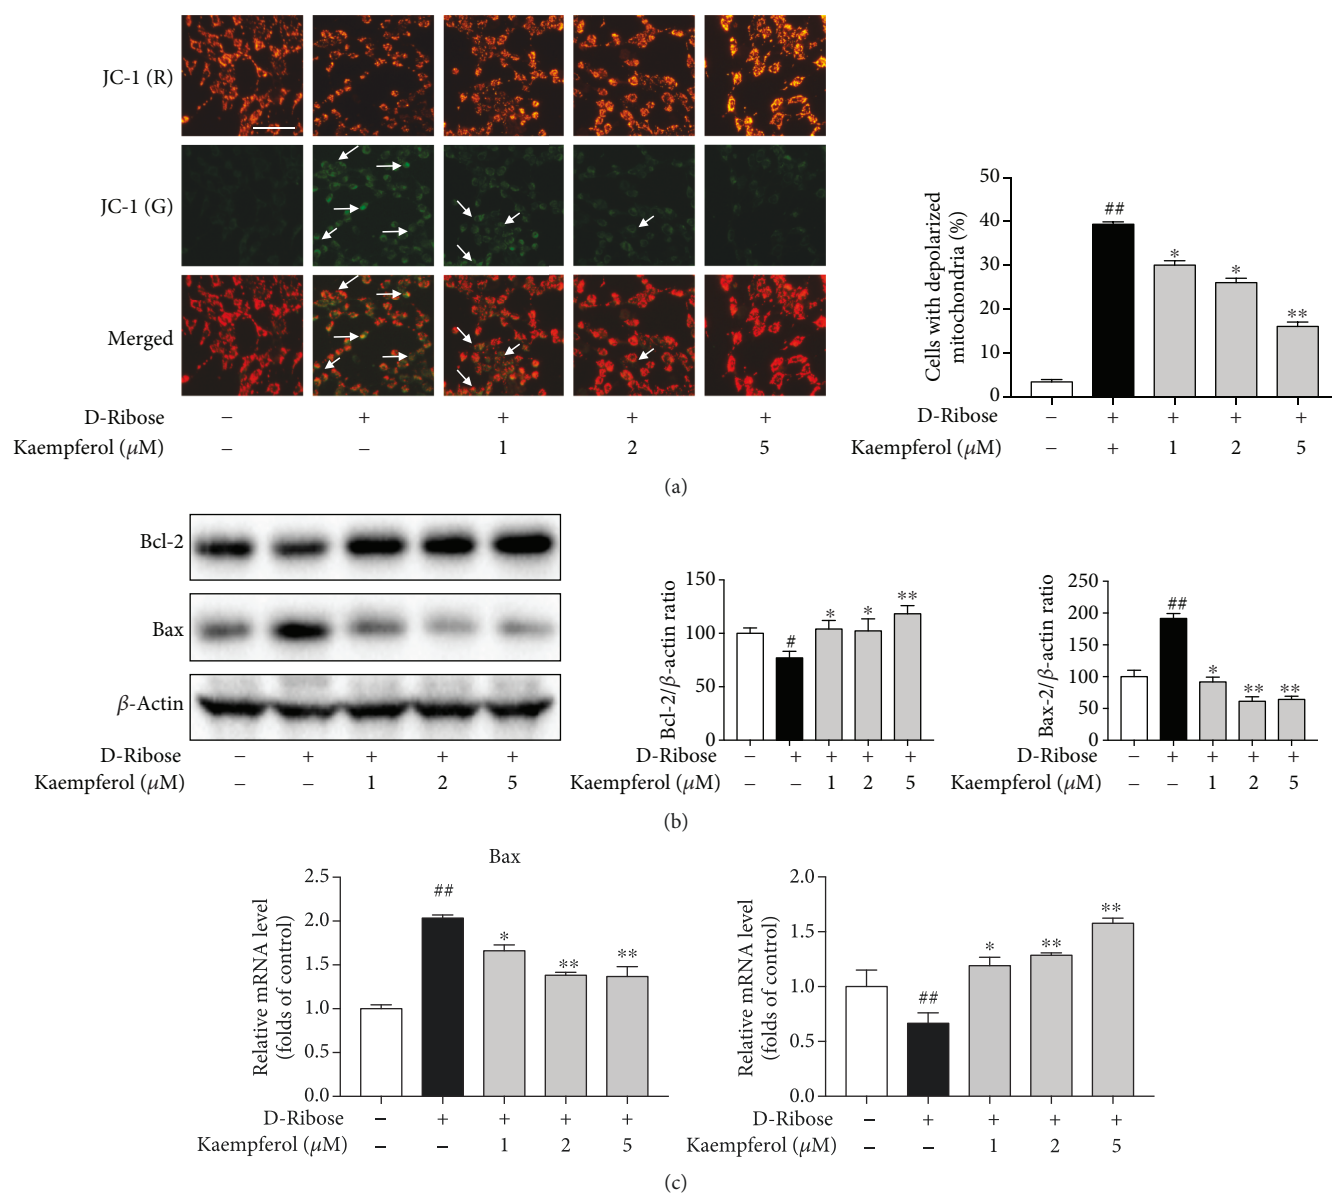 JC-1 (R)
JC-1 (G)
Merged
D-Ribose – + + + +
Kaempferol (μM) – – 1 2 5
Cells with depolarized
mitochondria (%)
50
40
30
20
10
0
##
*
*
**
D-Ribose – + + + +
Kaempferol (μM) – + 1 2 5
(a)
Bcl-2
Bax
β-Actin
D-Ribose – + + + +
Kaempferol (μM) – – 1 2 5
Bcl-2/β-actin ratio
150
100
50
0
#
*
*
**
D-Ribose – + + + +
Kaempferol (μM) – – 1 2 5
Bax-2/β-actin ratio
250
200
150
100
50
0
##
*
**
**
D-Ribose – + + + +
Kaempferol (μM) – – 1 2 5
(b)
Bax
Relative mRNA level
(folds of control)
2.5
2.0
1.5
1.0
0.5
0.0
##
*
**
**
D-Ribose – + + + +
Kaempferol (μM) – – 1 2 5
Relative mRNA level
(folds of control)
2.0
1.5
1.0
0.5
0.0
##
*
**
**
D-Ribose – + + + +
Kaempferol (μM) – – 1 2 5
(c)